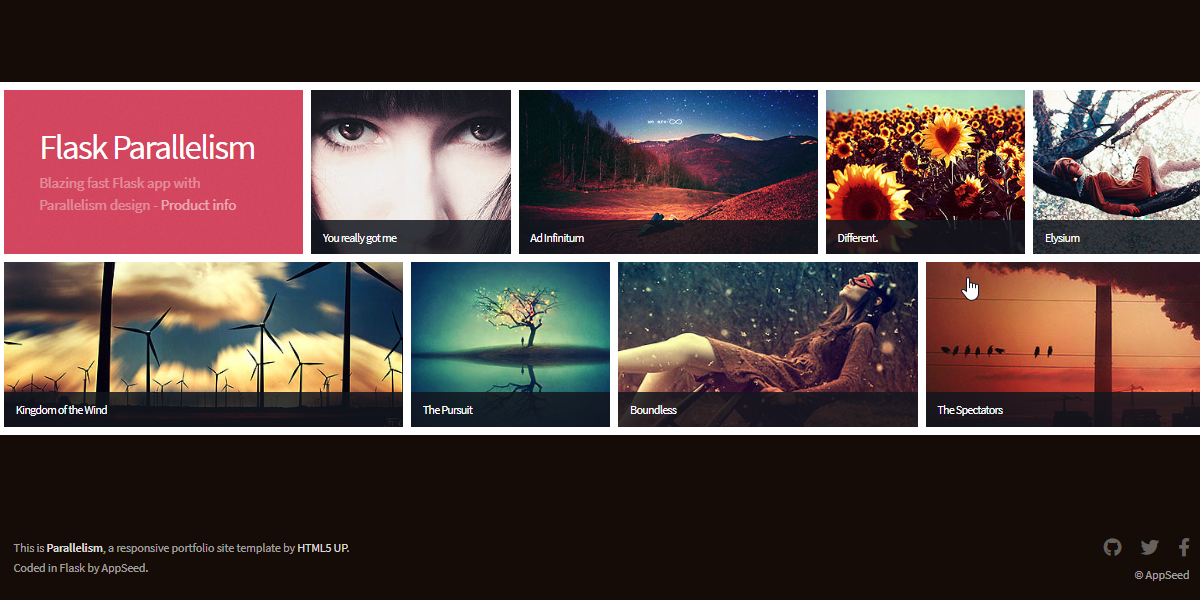 Flask Parallelism
Blazing fast Flask app with
Parallelism design - Product info
You really got me
we are ∞
Ad Infinitum
Different.
Elysium
Kingdom of the Wind
The Pursuit
Boundless
The Spectators
This is Parallelism, a responsive portfolio site template by HTML5 UP.
Coded in Flask by AppSeed.
© AppSeed